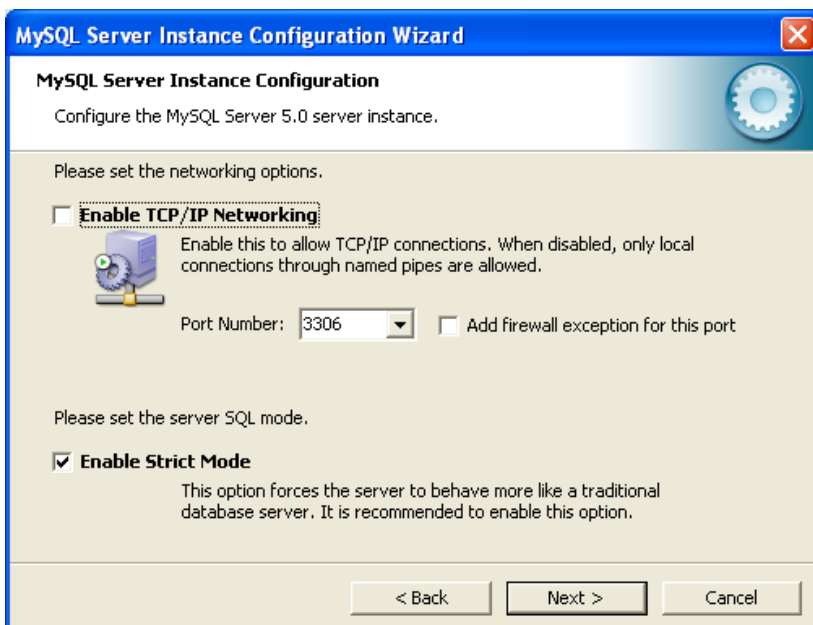 MySQL Server Instance Configuration Wizard
MySQL Server Instance Configuration
Configure the MySQL Server 5.0 server instance.
Please set the networking options.
Enable TCP/IP Networking
Enable this to allow TCP/IP connections. When disabled, only local
connections through named pipes are allowed.
Port Number: 3306 Add firewall exception for this port
Please set the server SQL mode.
Enable Strict Mode
This option forces the server to behave more like a traditional
database server. It is recommended to enable this option.
< Back Next > Cancel